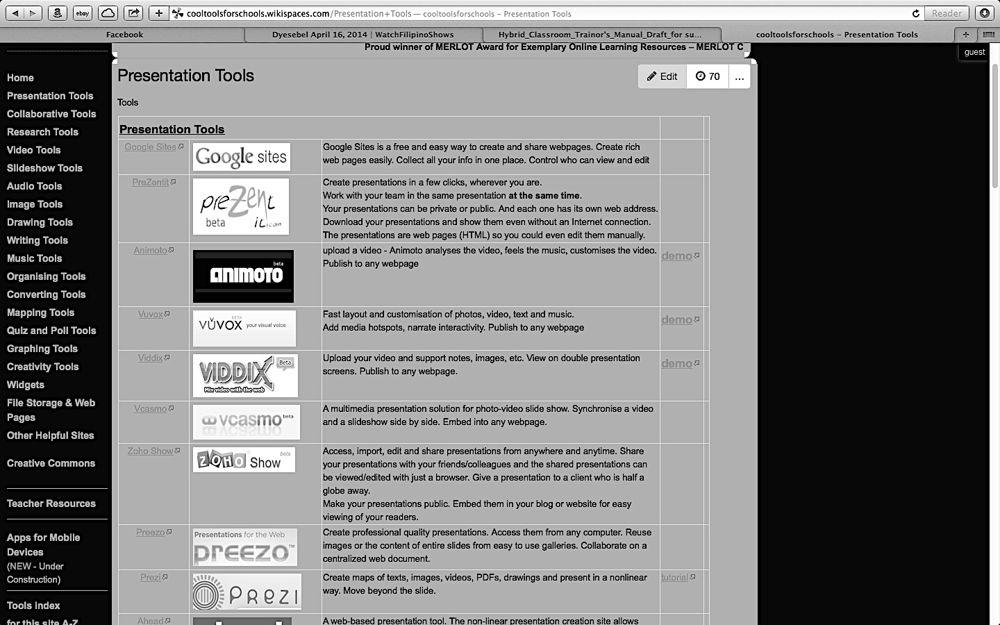 ebay
cooltoolsforschools.wikispaces.com/Presentation+Tools — cooltoolsforschools – Presentation Tools
Reader
Facebook
Dyesebel April 16, 2014 | WatchFilipinoShows
Hybrid_Classroom_Trainor's_Manual_Draft_for su...
cooltoolsforschools – Presentation Tools
Proud winner of MERLOT Award for Exemplary Online Learning Resources – MERLOT C
guest
Home
Presentation Tools
Collaborative Tools
Research Tools
Video Tools
Slideshow Tools
Audio Tools
Image Tools
Drawing Tools
Writing Tools
Music Tools
Organising Tools
Converting Tools
Mapping Tools
Quiz and Poll Tools
Graphing Tools
Creativity Tools
Widgets
File Storage & Web
Pages
Other Helpful Sites
Creative Commons
Teacher Resources
Apps for Mobile
Devices
(NEW - Under
Construction)
Tools index
for this site A-Z
Presentation Tools
Edit
70
...
Tools
Presentation Tools
Google Sites
Google sites
Google Sites is a free and easy way to create and share webpages. Create rich
web pages easily. Collect all your info in one place. Control who can view and edit
PreZentit
preZent
beta
it.com
Create presentations in a few clicks, wherever you are.
Work with your team in the same presentation at the same time.
Your presentations can be private or public. And each one has its own web address.
Download your presentations and show them even without an Internet connection.
The presentations are web pages (HTML) so you could even edit them manually.
Animoto
beta
ANIMOTO
upload a video - Animoto analyses the video, feels the music, customises the video.
Publish to any webpage
demo
Vuvox
BETA
VUVOX your visual voice
Fast layout and customisation of photos, video, text and music.
Add media hotspots, narrate interactivity. Publish to any webpage
demo
Viddix
VIDDIX
Beta
Mix video with the web
Upload your video and support notes, images, etc. View on double presentation
screens. Publish to any webpage.
demo
Vcasmo
vcasmo beta
A multimedia presentation solution for photo-video slide show. Synchronise a video
and a slideshow side by side. Embed into any webpage.
Zoho Show
beta
ZOHO Show
Access, import, edit and share presentations from anywhere and anytime. Share
your presentations with your friends/colleagues and the shared presentations can
be viewed/edited with just a browser. Give a presentation to a client who is half a
globe away.
Make your presentations public. Embed them in your blog or website for easy
viewing of your readers.
Preezo
Presentations for the Web
preezo™
Create professional quality presentations. Access them from any computer. Reuse
images or the content of entire slides from easy to use galleries. Collaborate on a
centralized web document.
Prezi
PREZI
Create maps of texts, images, videos, PDFs, drawings and present in a nonlinear
way. Move beyond the slide.
tutorial
Ahead
A web-based presentation tool. The non-linear presentation creation site allows